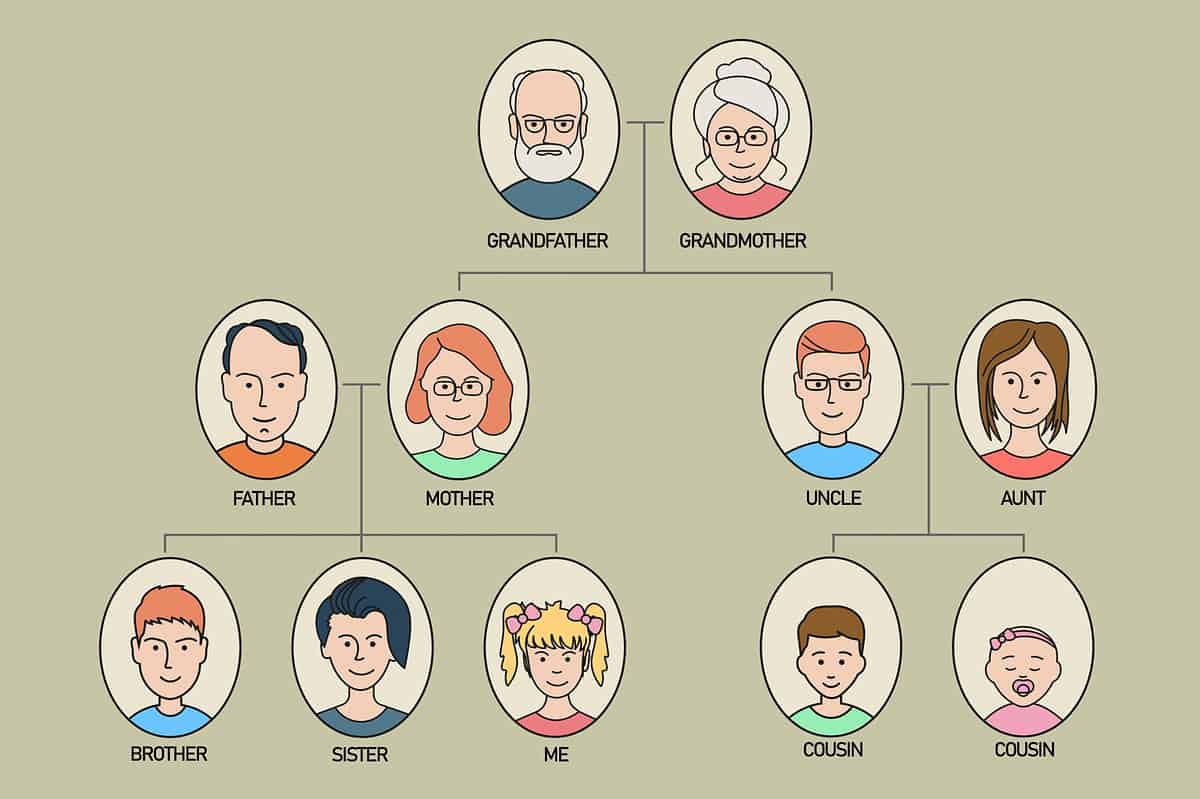 GRANDFATHER
GRANDMOTHER
FATHER
MOTHER
UNCLE
AUNT
BROTHER
SISTER
ME
COUSIN
COUSIN